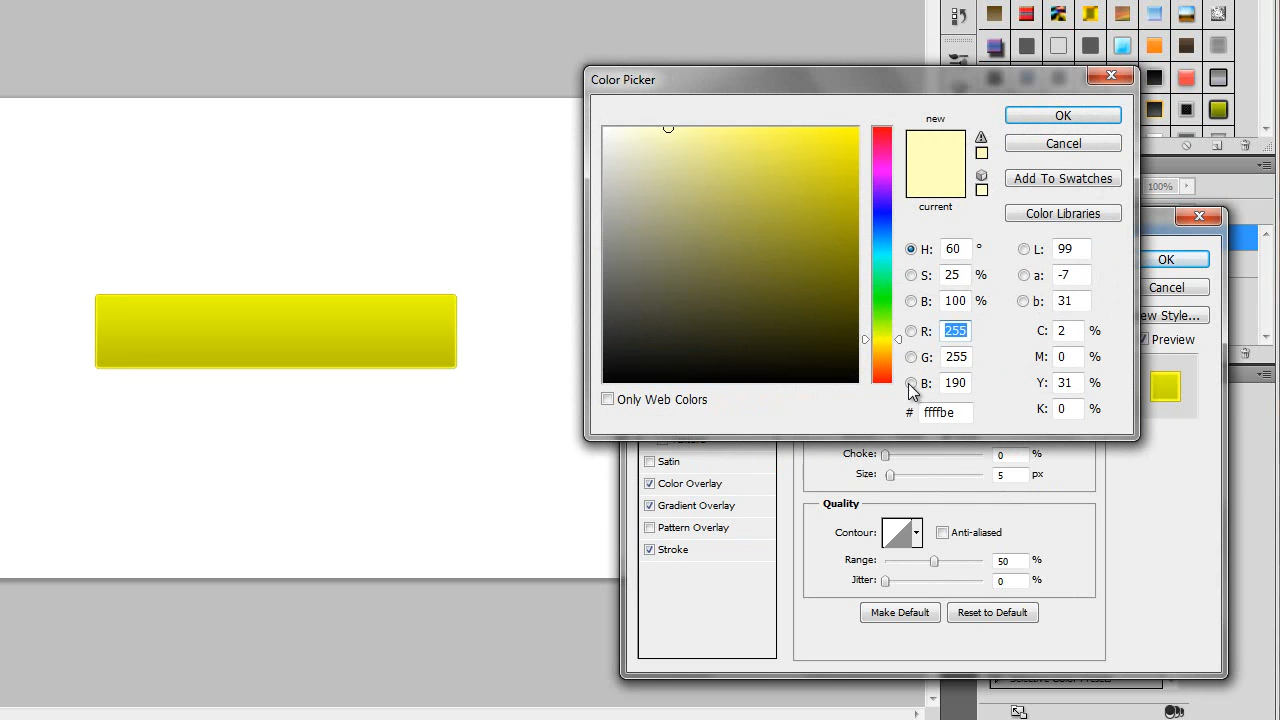 Color Picker
new
OK
Cancel
Add To Swatches
current
Color Libraries
100%
H: 60 °
L: 99
S: 25 %
a: -7
B: 100 %
b: 31
R: 255
C: 2 %
G: 255
M: 0 %
B: 190
Y: 31 %
# ffffbe
K: 0 %
Only Web Colors
OK
Cancel
ew Style...
Preview
Satin
Color Overlay
Gradient Overlay
Pattern Overlay
Stroke
Choke: 0 %
Size: 5 px
Quality
Contour:
Anti-aliased
Range: 50 %
Jitter: 0 %
Make Default
Reset to Default